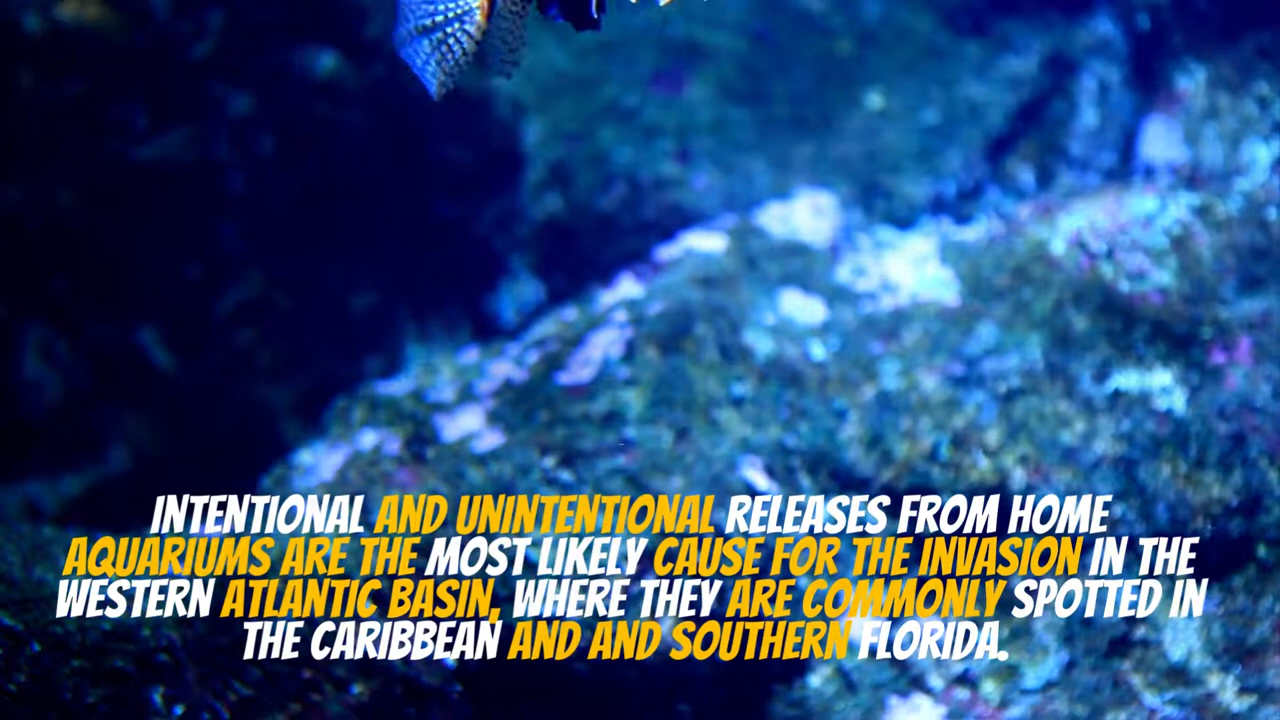 INTENTIONAL AND UNINTENTIONAL RELEASES FROM HOME
AQUARIUMS ARE THE MOST LIKELY CAUSE FOR THE INVASION IN THE
WESTERN ATLANTIC BASIN, WHERE THEY ARE COMMONLY SPOTTED IN
THE CARIBBEAN AND AND SOUTHERN FLORIDA.